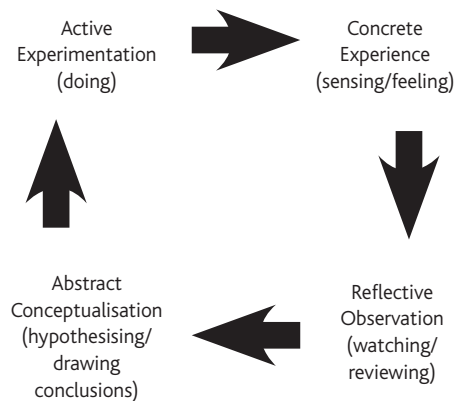 Active
Experimentation
(doing)
Concrete
Experience
(sensing/feeling)
Abstract
Conceptualisation
(hypothesising/
drawing
conclusions)
Reflective
Observation
(watching/
reviewing)